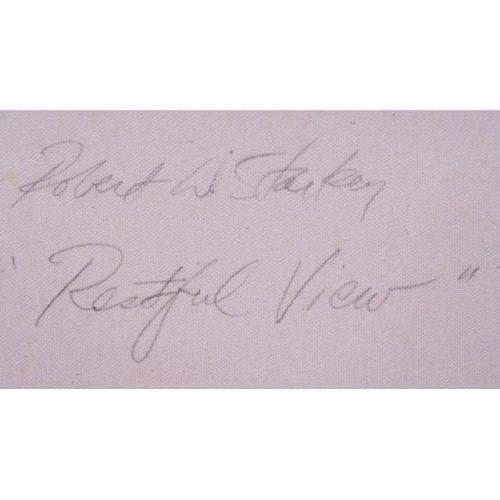 Robert W. Starkey
" Restful View "